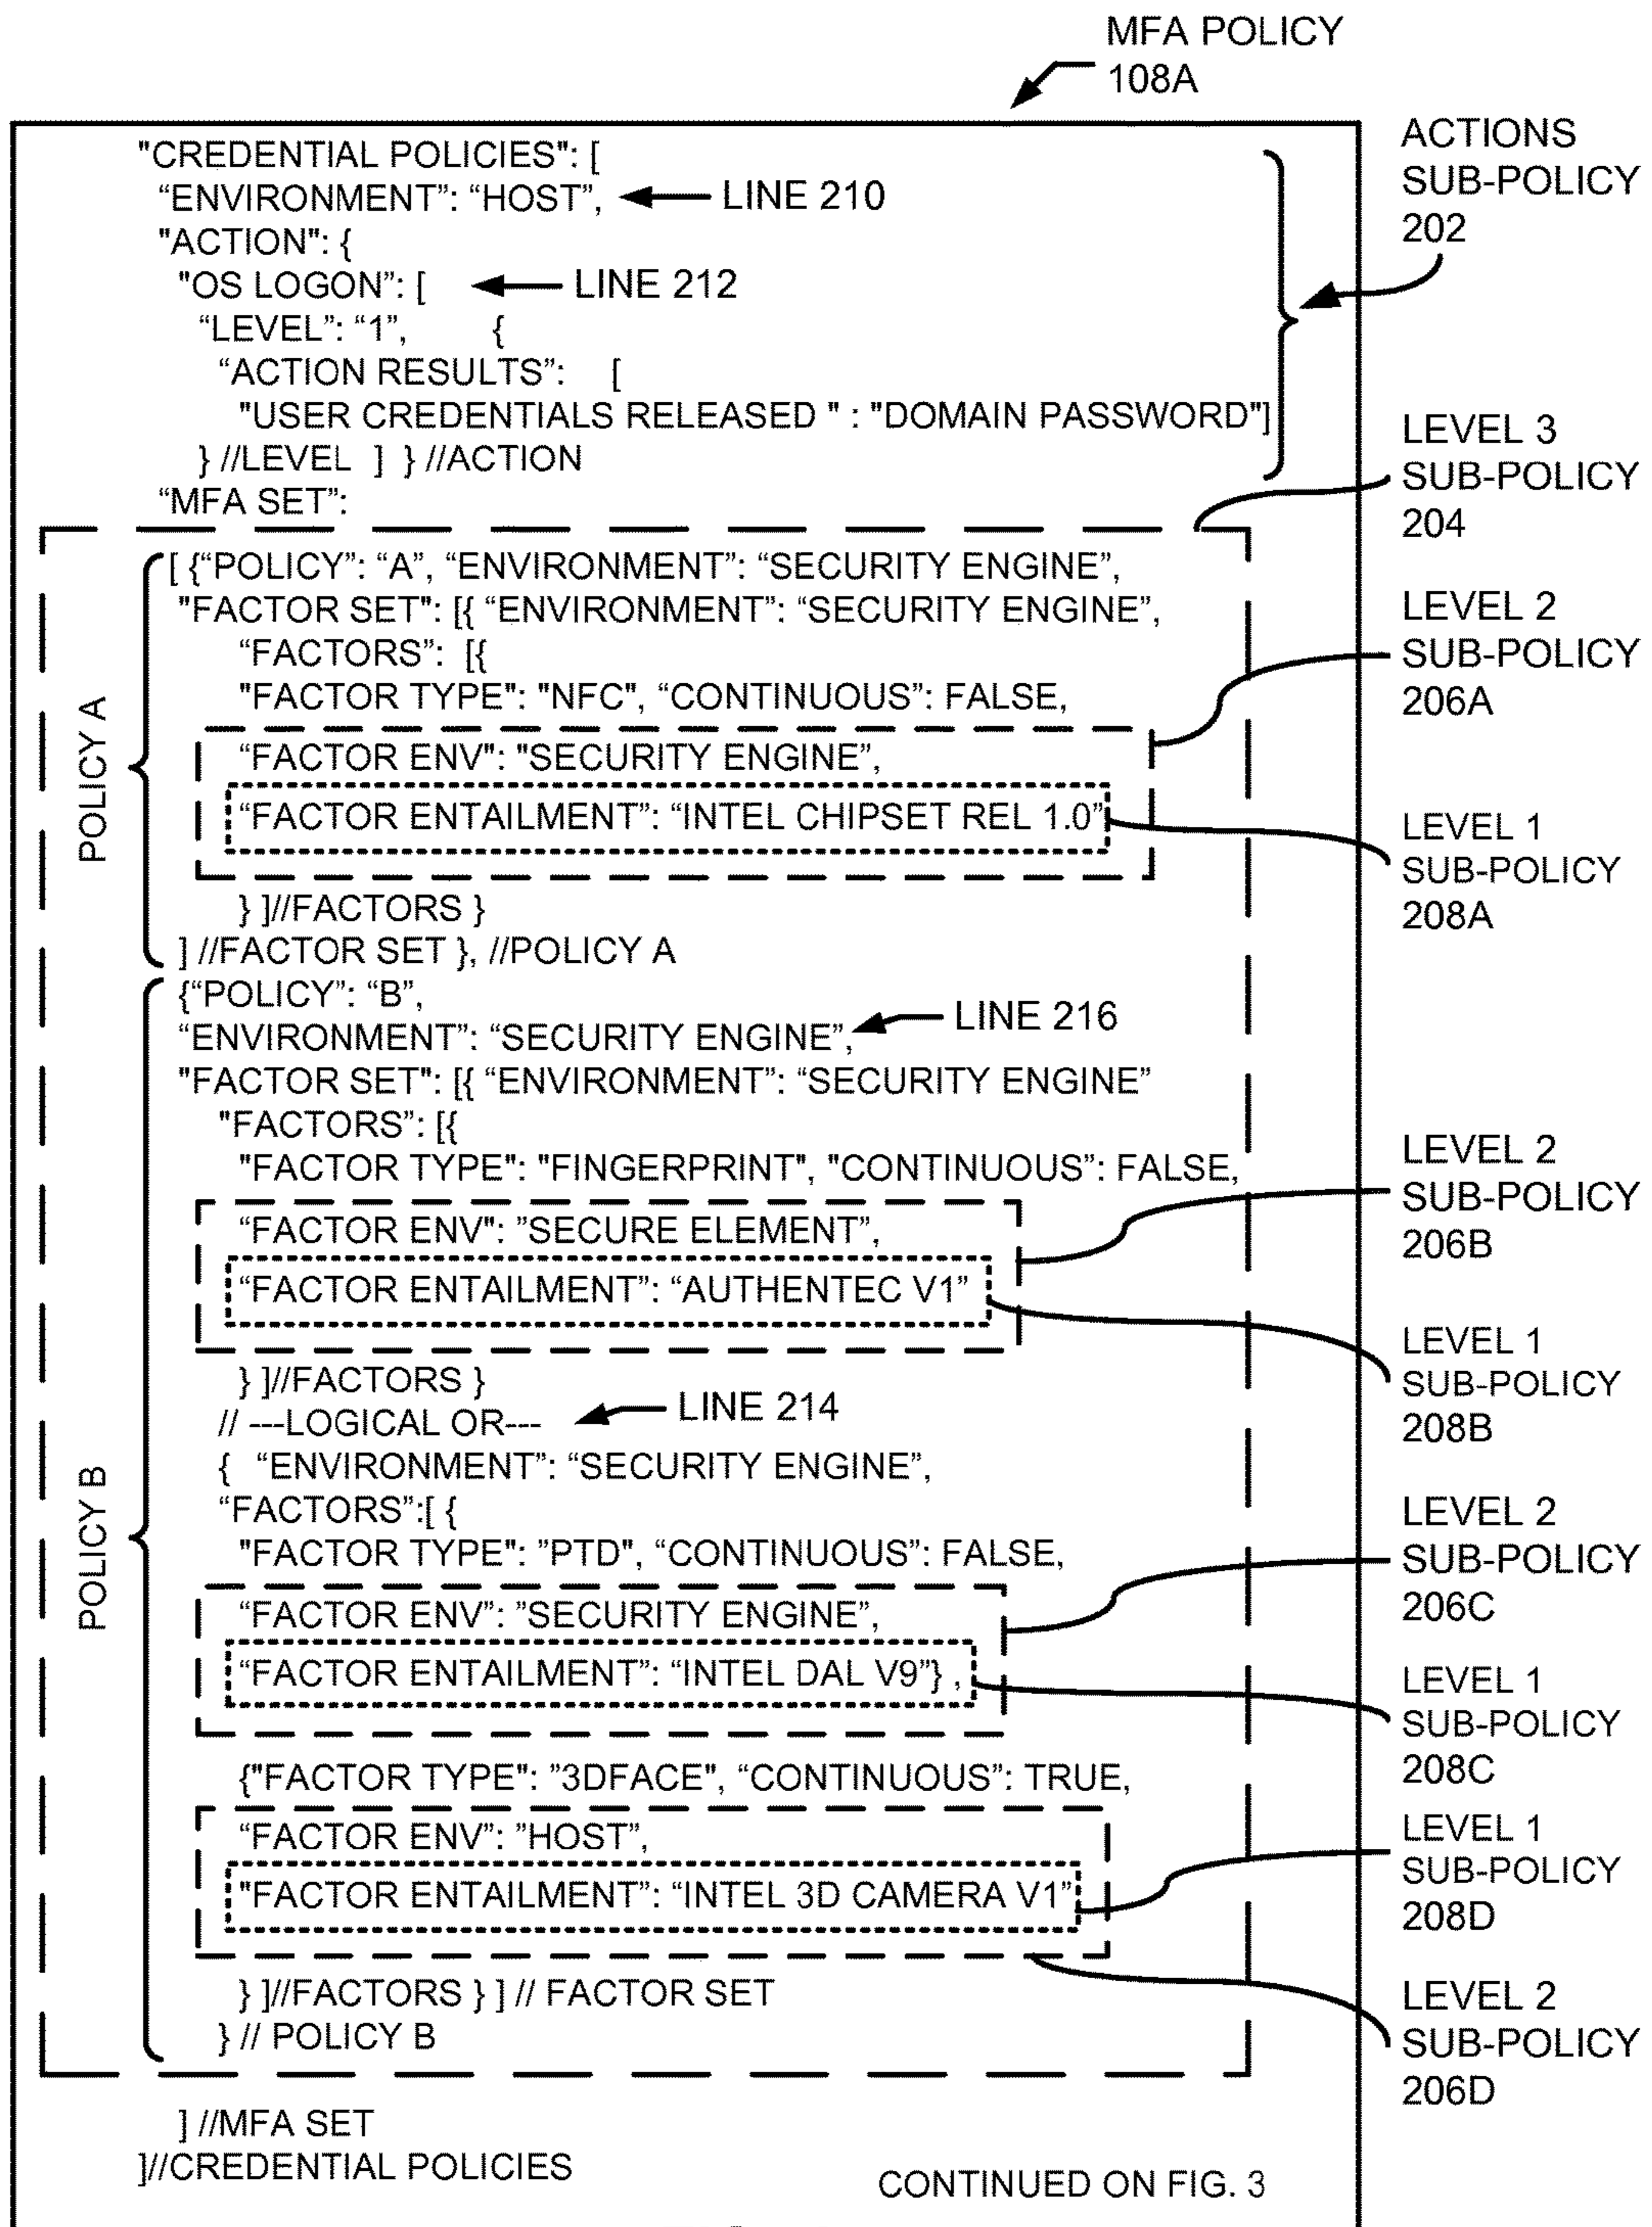 MFA POLICY
108A
"CREDENTIAL POLICIES": [
“ENVIRONMENT”: “HOST”,
LINE 210
"ACTION": {
"OS LOGON": [
LINE 212
“LEVEL”: “1”, {
“ACTION RESULTS”: [
"USER CREDENTIALS RELEASED " : "DOMAIN PASSWORD"]
} //LEVEL ] } //ACTION
“MFA SET”:
ACTIONS
SUB-POLICY
202
LEVEL 3
SUB-POLICY
204
POLICY A
[ {“POLICY”: “A”, “ENVIRONMENT”: “SECURITY ENGINE”,
"FACTOR SET": [{ “ENVIRONMENT”: “SECURITY ENGINE”,
“FACTORS”: [{
"FACTOR TYPE": "NFC", “CONTINUOUS”: FALSE,
“FACTOR ENV": "SECURITY ENGINE”,
“FACTOR ENTAILMENT”: “INTEL CHIPSET REL 1.0”
} ]//FACTORS }
] //FACTOR SET }, //POLICY A
LEVEL 2
SUB-POLICY
206A
LEVEL 1
SUB-POLICY
208A
POLICY B
{“POLICY”: “B”,
“ENVIRONMENT”: “SECURITY ENGINE”,
LINE 216
"FACTOR SET": [{ “ENVIRONMENT”: “SECURITY ENGINE”
"FACTORS”: [{
"FACTOR TYPE": "FINGERPRINT", "CONTINUOUS”: FALSE,
“FACTOR ENV": ”SECURE ELEMENT”,
“FACTOR ENTAILMENT”: “AUTHENTEC V1”
} ]//FACTORS }
// ---LOGICAL OR---
LINE 214
{ “ENVIRONMENT”: “SECURITY ENGINE”,
“FACTORS”:[ {
"FACTOR TYPE": ”PTD", “CONTINUOUS”: FALSE,
“FACTOR ENV": ”SECURITY ENGINE”,
“FACTOR ENTAILMENT”: “INTEL DAL V9”} ,
{"FACTOR TYPE": ”3DFACE", “CONTINUOUS”: TRUE,
“FACTOR ENV": ”HOST”,
"FACTOR ENTAILMENT”: “INTEL 3D CAMERA V1”
} ]//FACTORS } ] // FACTOR SET
} // POLICY B
LEVEL 2
SUB-POLICY
206B
LEVEL 1
SUB-POLICY
208B
LEVEL 2
SUB-POLICY
206C
LEVEL 1
SUB-POLICY
208C
LEVEL 1
SUB-POLICY
208D
LEVEL 2
SUB-POLICY
206D
] //MFA SET
]//CREDENTIAL POLICIES
CONTINUED ON FIG. 3